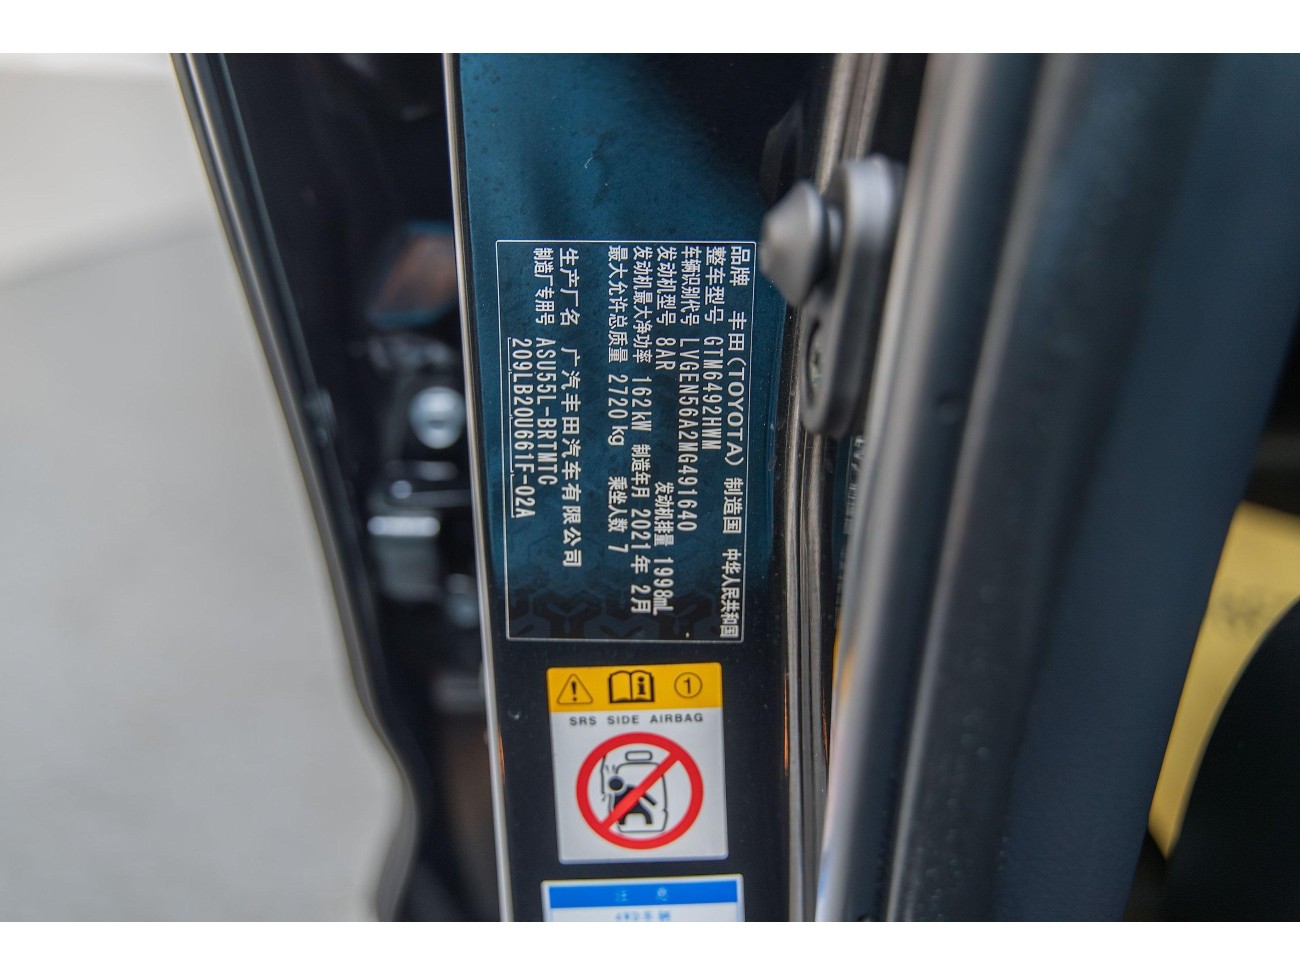 品牌 丰田(TOYOTA) 制造国 中华人民共和国
整车型号 GTM6492HWM
车辆识别代号 LVGEN56A2MG491640
发动机型号 8AR 发动机排量 1998mL
发动机最大净功率 162kW 制造年月 2021年 2月
最大允许总质量 2720kg 乘坐人数 7
生产厂名 广汽丰田汽车有限公司
制造厂专用号 ASU55L-BRTMTC
209LB20U661F-02A
1
SRS SIDE AIRBAG
注 意